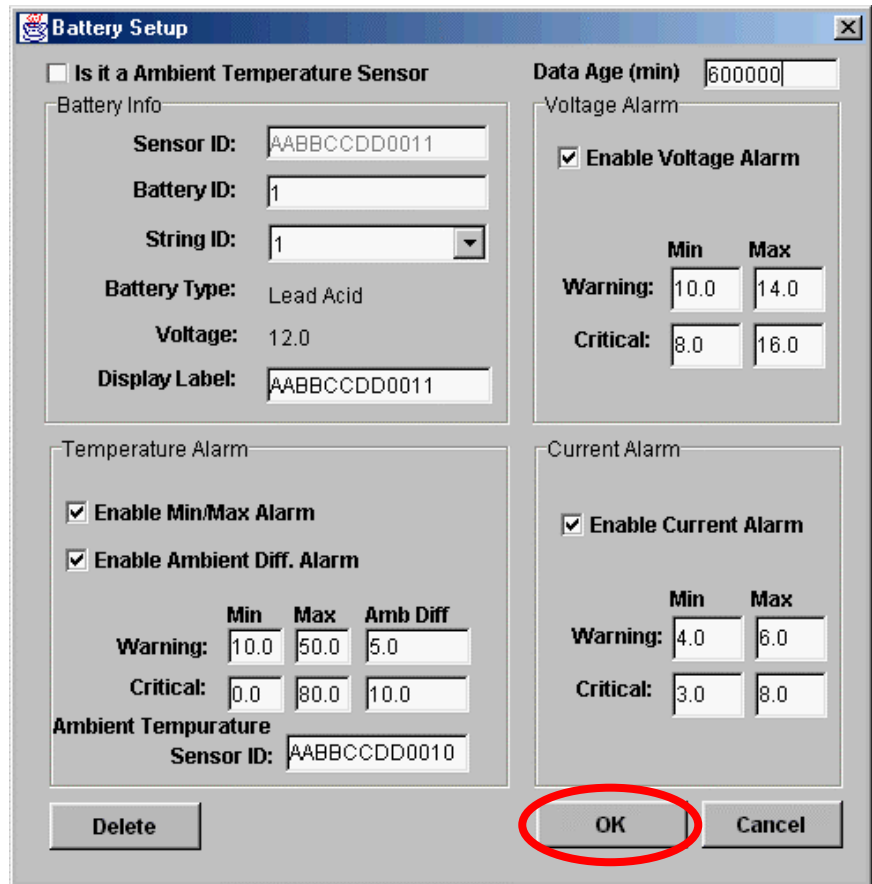 Battery Setup
Is it a Ambient Temperature Sensor
Data Age (min) 600000
Battery Info
Sensor ID: AABBCCDD0011
Battery ID: 1
String ID: 1
Battery Type: Lead Acid
Voltage: 12.0
Display Label: AABBCCDD0011
Voltage Alarm
Enable Voltage Alarm
Min Max
Warning: 10.0 14.0
Critical: 8.0 16.0
Temperature Alarm
Enable Min/Max Alarm
Enable Ambient Diff. Alarm
Min Max Amb Diff
Warning: 10.0 50.0 5.0
Critical: 0.0 80.0 10.0
Ambient Tempurature
Sensor ID: AABBCCDD0010
Current Alarm
Enable Current Alarm
Min Max
Warning: 4.0 6.0
Critical: 3.0 8.0
Delete
OK
Cancel